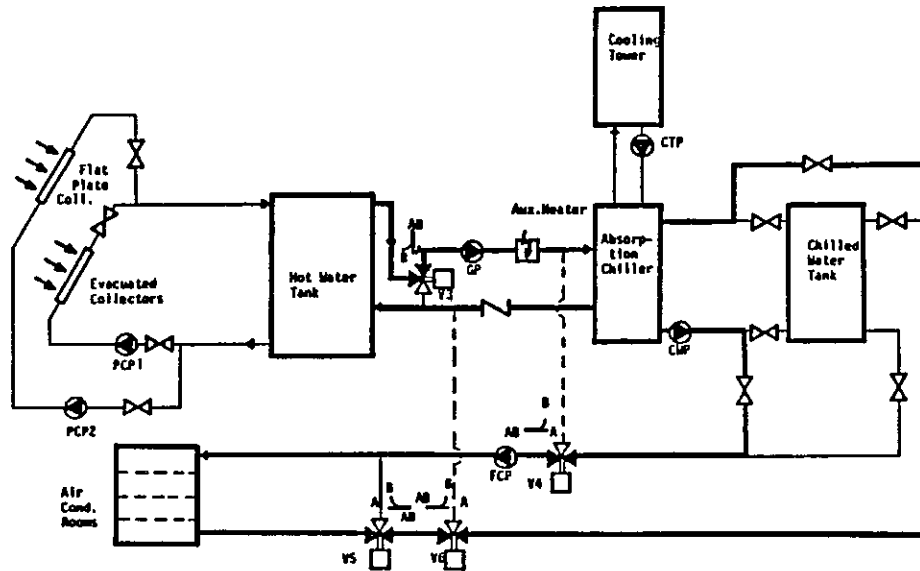 Cooling
Tower
CTP
Flat
Plate
Coll.
Evacuated
Collectors
Hot Water
Tank
AB
B
V3
GP
Aux.Heater
Absorp-
tion
Chiller
Chilled
Water
Tank
PCP1
PCP2
CWP
B
AB
A
FCP
V4
Air
Cond.
Rooms
B
A
AB
AB
B
A
V5
V6